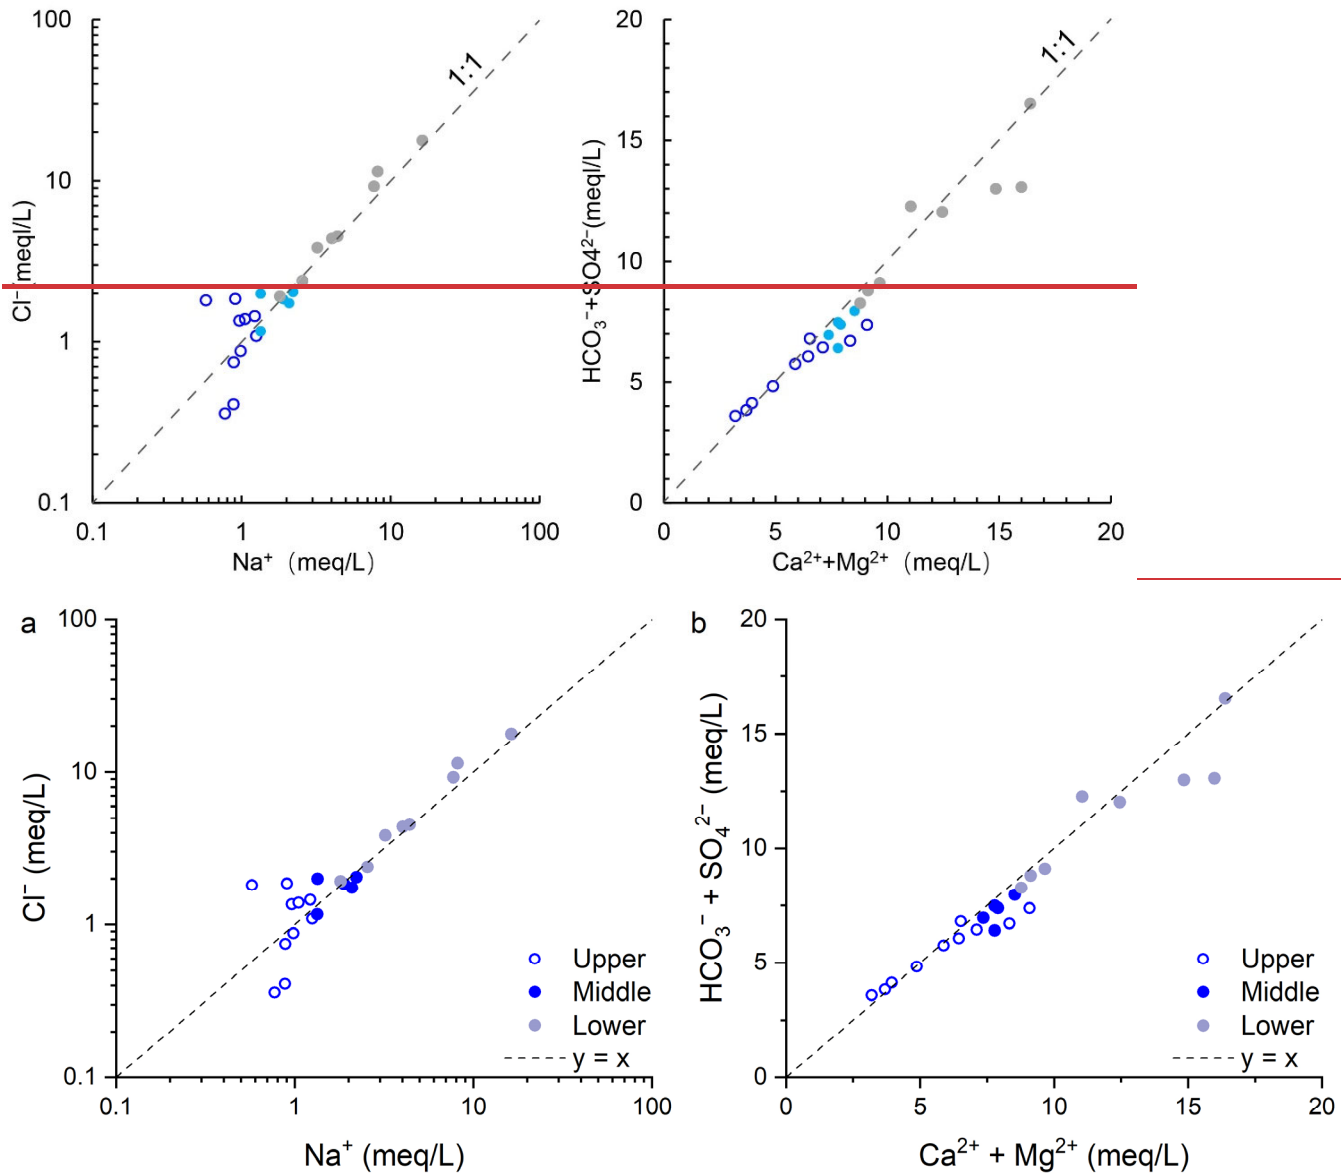 100
10
1
0.1
Cl⁻(meql/L)
1:1
0.1 1 10 100
Na⁺ (meq/L)
20
15
10
5
0
HCO₃⁻+SO4²⁻(meql/L)
1:1
0 5 10 15 20
Ca²⁺+Mg²⁺ (meq/L)
a
100
10
1
0.1
Cl⁻ (meq/L)
Upper
Middle
Lower
y = x
0.1 1 10 100
Na⁺ (meq/L)
b
20
15
10
5
0
HCO₃⁻ + SO₄²⁻ (meq/L)
Upper
Middle
Lower
y = x
0 5 10 15 20
Ca²⁺ + Mg²⁺ (meq/L)